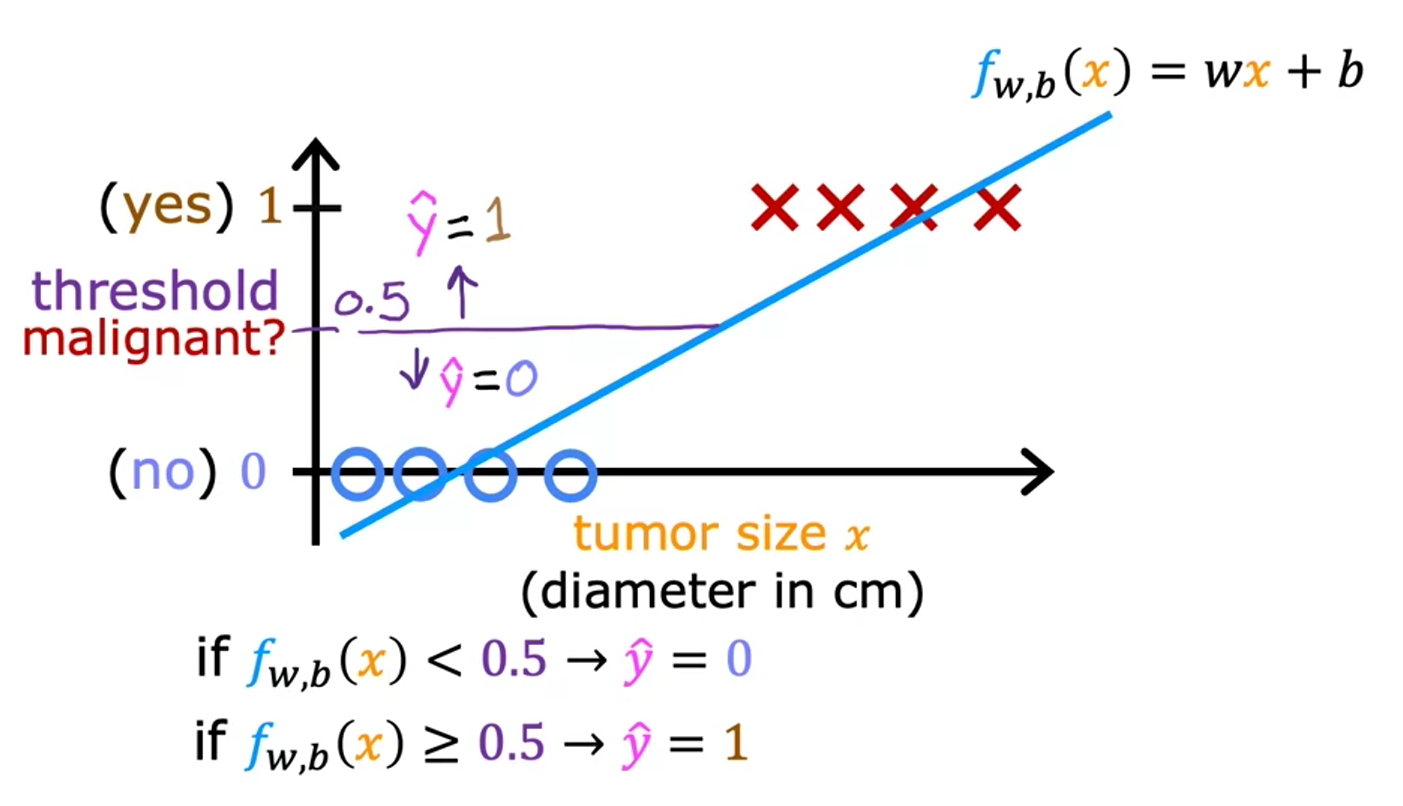 f_{w,b}(x) = wx + b
(yes) 1
ŷ = 1
threshold
0.5 ↑
malignant?
↓ ŷ = 0
(no) 0
tumor size x
(diameter in cm)
if f_{w,b}(x) < 0.5 → ŷ = 0
if f_{w,b}(x) ≥ 0.5 → ŷ = 1